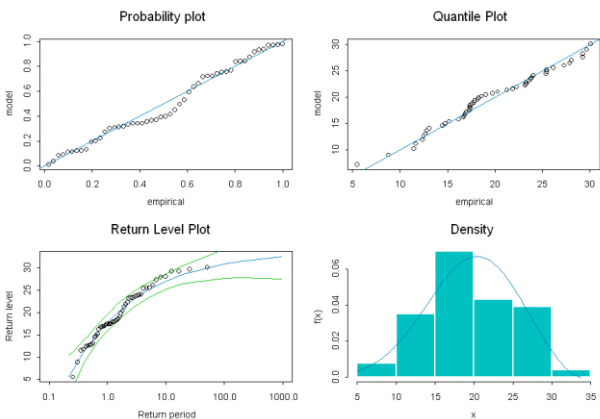 Probability plot
model
0.0 0.2 0.4 0.6 0.8 1.0
0.0 0.2 0.4 0.6 0.8 1.0
empirical
Quantile Plot
model
10 15 20 25 30
5 10 15 20 25 30
empirical
Return Level Plot
Return level
5 10 15 20 25 30
0.1 1.0 10.0 100.0 1000.0
Return period
Density
f(x)
0.0 0.02 0.04 0.06
5 10 15 20 25 30 35
x